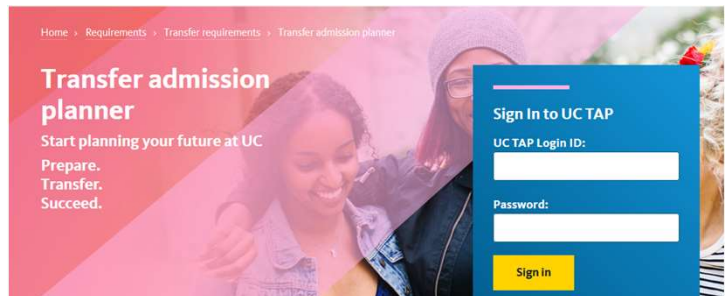 Home › Requirements › Transfer requirements › Transfer admission planner
Transfer admission
planner
Start planning your future at UC
Prepare.
Transfer.
Succeed.
Sign In to UC TAP
UC TAP Login ID:
Password:
Sign in